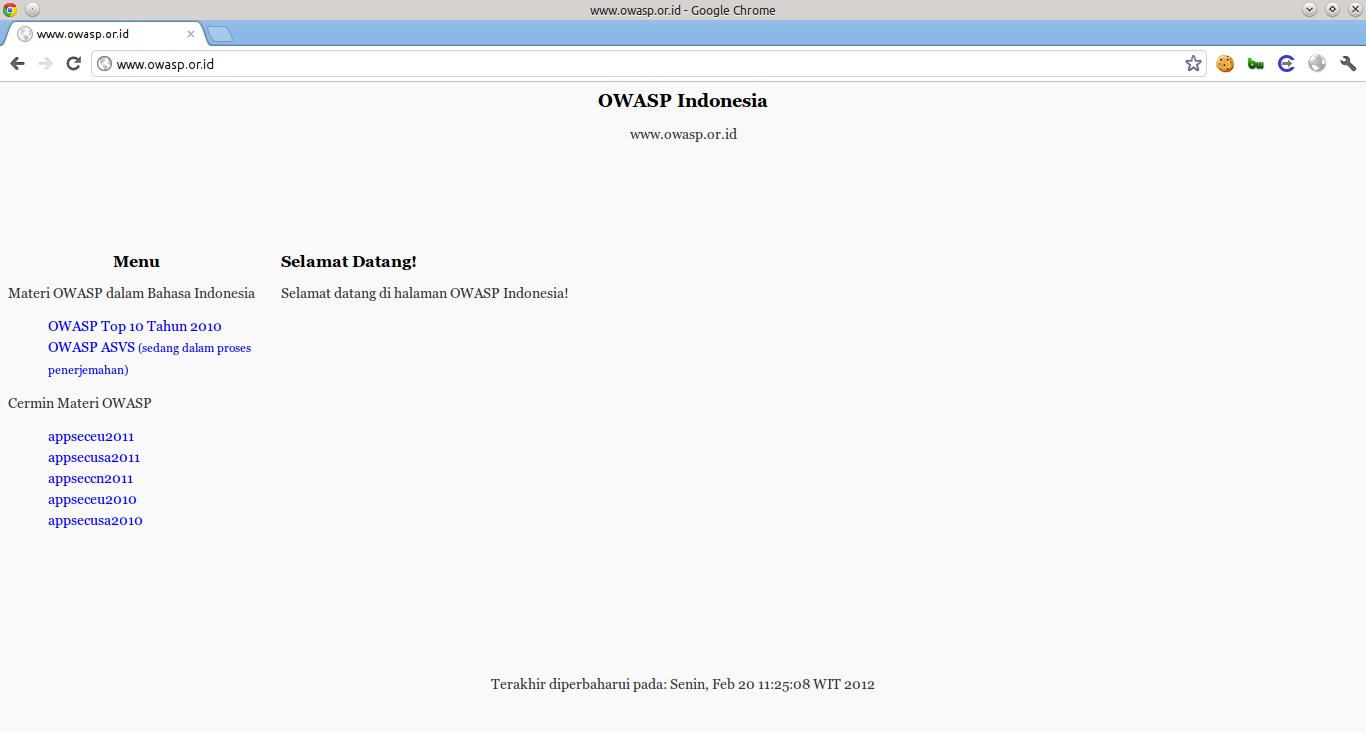 www.owasp.or.id - Google Chrome
www.owasp.or.id
www.owasp.or.id
bw
OWASP Indonesia
www.owasp.or.id
Menu
Materi OWASP dalam Bahasa Indonesia
OWASP Top 10 Tahun 2010
OWASP ASVS (sedang dalam proses
penerjemahan)
Cermin Materi OWASP
appseceu2011
appsecusa2011
appseccn2011
appseceu2010
appsecusa2010
Selamat Datang!
Selamat datang di halaman OWASP Indonesia!
Terakhir diperbaharui pada: Senin, Feb 20 11:25:08 WIT 2012